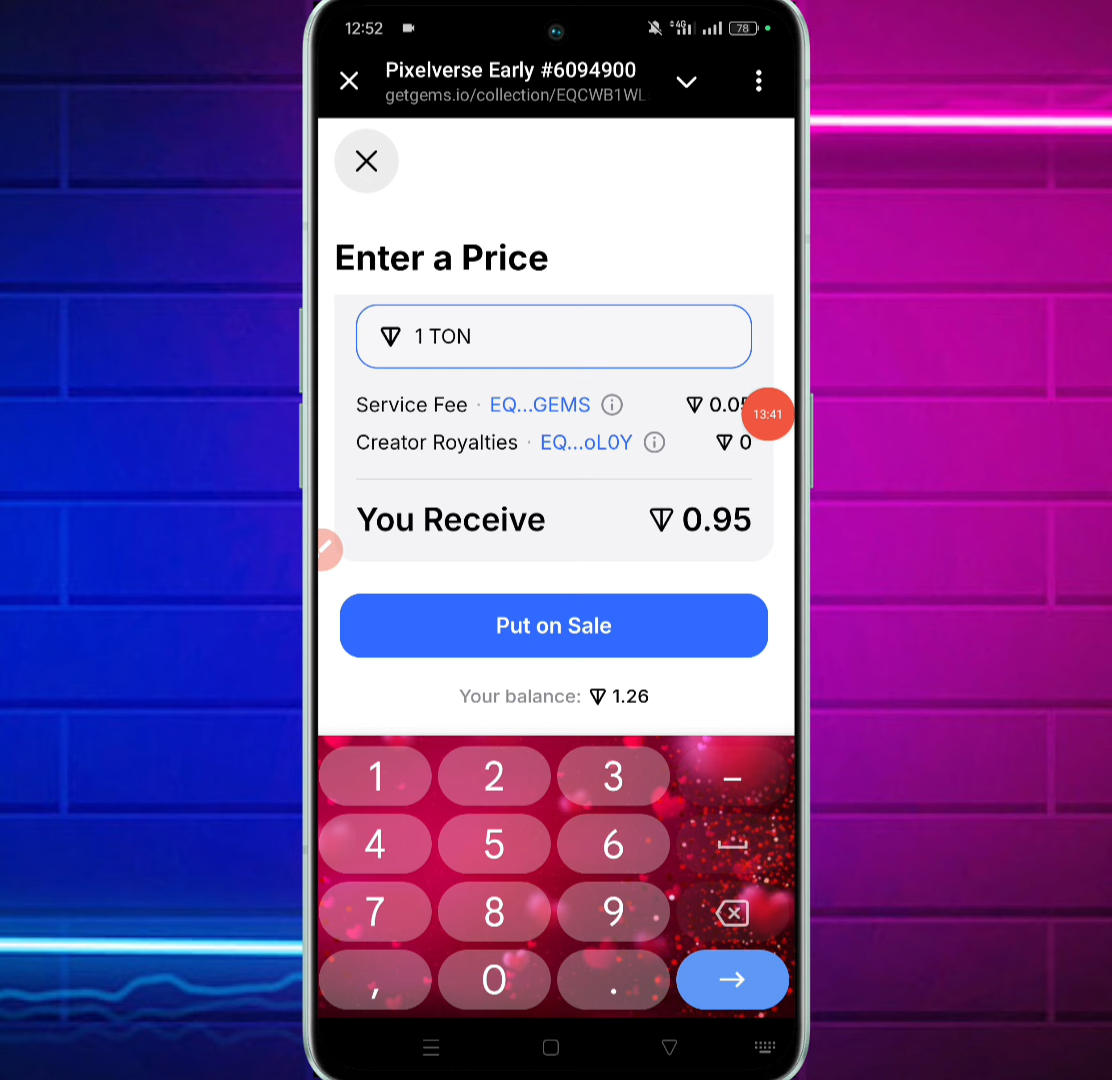 12:52
4G
78
Pixelverse Early #6094900
getgems.io/collection/EQCWB1WL
Enter a Price
1 TON
Service Fee · EQ...GEMS 0.05
13:41
Creator Royalties · EQ...oL0Y 0
You Receive 0.95
Put on Sale
Your balance: 1.26
1 2 3 –
4 5 6
7 8 9
, 0 .